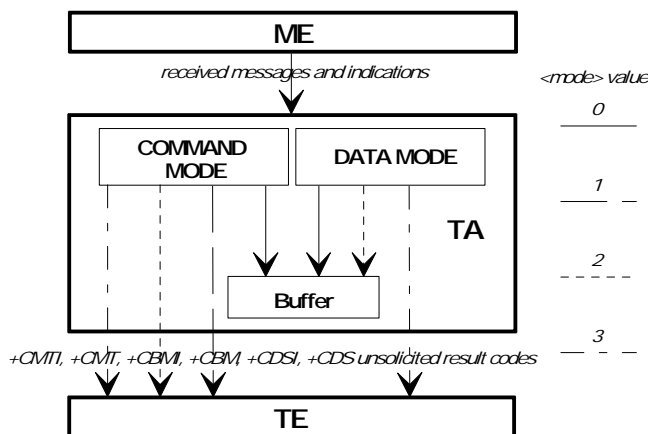 ME
received messages and indications
<mode> value
0
COMMAND
MODE
DATA MODE
1
TA
2
Buffer
3
+CMTI, +CMT, +CBMI, +CBM, +CDSI, +CDS unsolicited result codes
TE